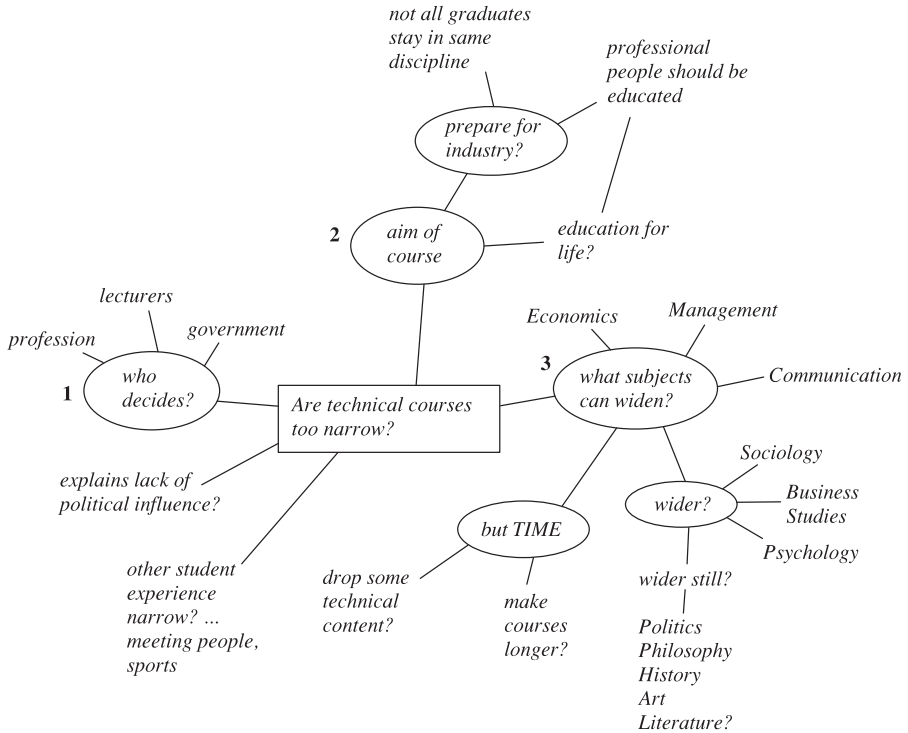 not all graduates
stay in same
discipline
professional
people should be
educated
prepare for
industry?
2
aim of
course
education for
life?
lecturers
profession
government
1
who
decides?
Are technical courses
too narrow?
Economics
Management
3
what subjects
can widen?
Communication
explains lack of
political influence?
other student
experience
narrow? ...
meeting people,
sports
but TIME
drop some
technical
content?
make
courses
longer?
wider?
Sociology
Business
Studies
Psychology
wider still?
Politics
Philosophy
History
Art
Literature?